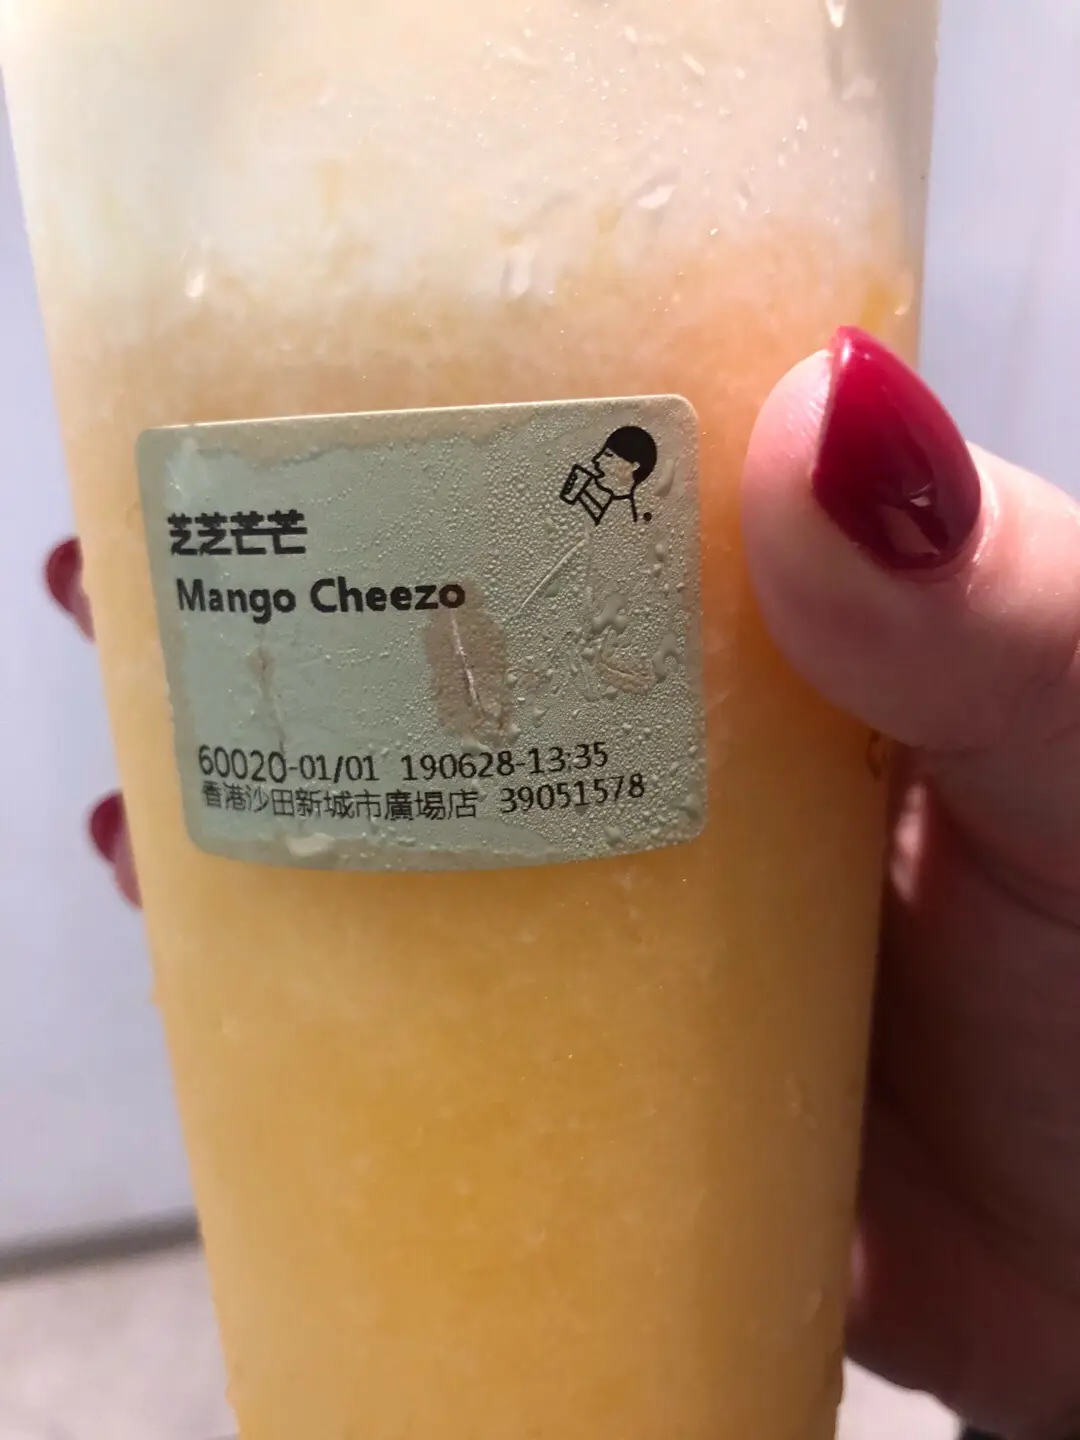 芝芝芒芒
Mango Cheezo
60020-01/01 190628-13:35
香港沙田新城市廣場店 39051578